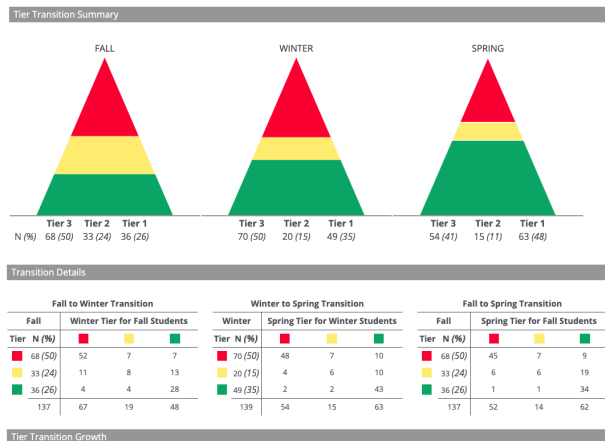 Tier Transition Summary
FALL WINTER SPRING
Tier 3 Tier 2 Tier 1 Tier 3 Tier 2 Tier 1 Tier 3 Tier 2 Tier 1
N (%) 68 (50) 33 (24) 36 (26) 70 (50) 20 (15) 49 (35) 54 (41) 15 (11) 63 (48)
Transition Details
Fall to Winter Transition Winter to Spring Transition Fall to Spring Transition
Fall Winter Tier for Fall Students Winter Spring Tier for Winter Students Fall Spring Tier for Fall Students
Tier N (%) Tier N (%) Tier N (%)
68 (50) 52 7 7 70 (50) 48 7 10 68 (50) 45 7 9
33 (24) 11 8 13 20 (15) 4 6 10 33 (24) 6 6 19
36 (26) 4 4 28 49 (35) 2 2 43 36 (26) 1 1 34
137 67 19 48 139 54 15 63 137 52 14 62
Tier Transition Growth